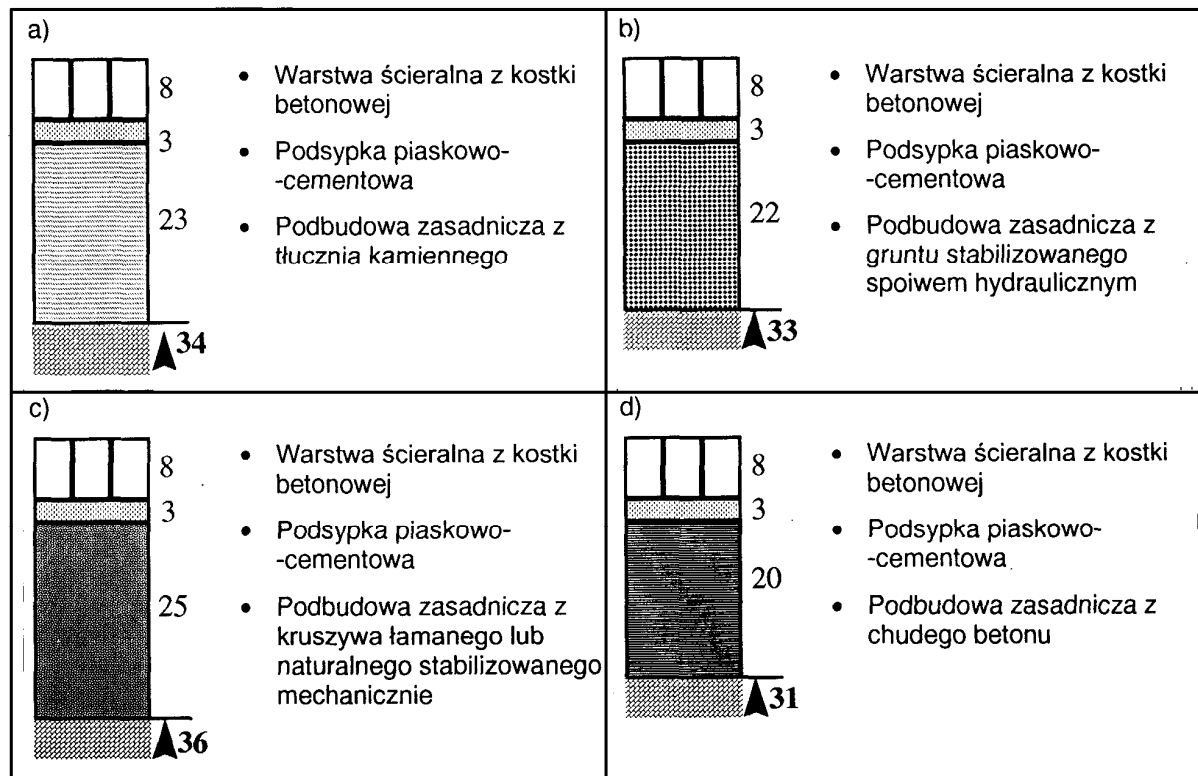 a)
8
3
23
34
• Warstwa ścieralna z kostki
betonowej
• Podsypka piaskowo-
-cementowa
• Podbudowa zasadnicza z
tłucznia kamiennego
b)
8
3
22
33
• Warstwa ścieralna z kostki
betonowej
• Podsypka piaskowo-
-cementowa
• Podbudowa zasadnicza z
gruntu stabilizowanego
spoiwem hydraulicznym
c)
8
3
25
36
• Warstwa ścieralna z kostki
betonowej
• Podsypka piaskowo-
-cementowa
• Podbudowa zasadnicza z
kruszywa łamanego lub
naturalnego stabilizowanego
mechanicznie
d)
8
3
20
31
• Warstwa ścieralna z kostki
betonowej
• Podsypka piaskowo-
-cementowa
• Podbudowa zasadnicza z
chudego betonu